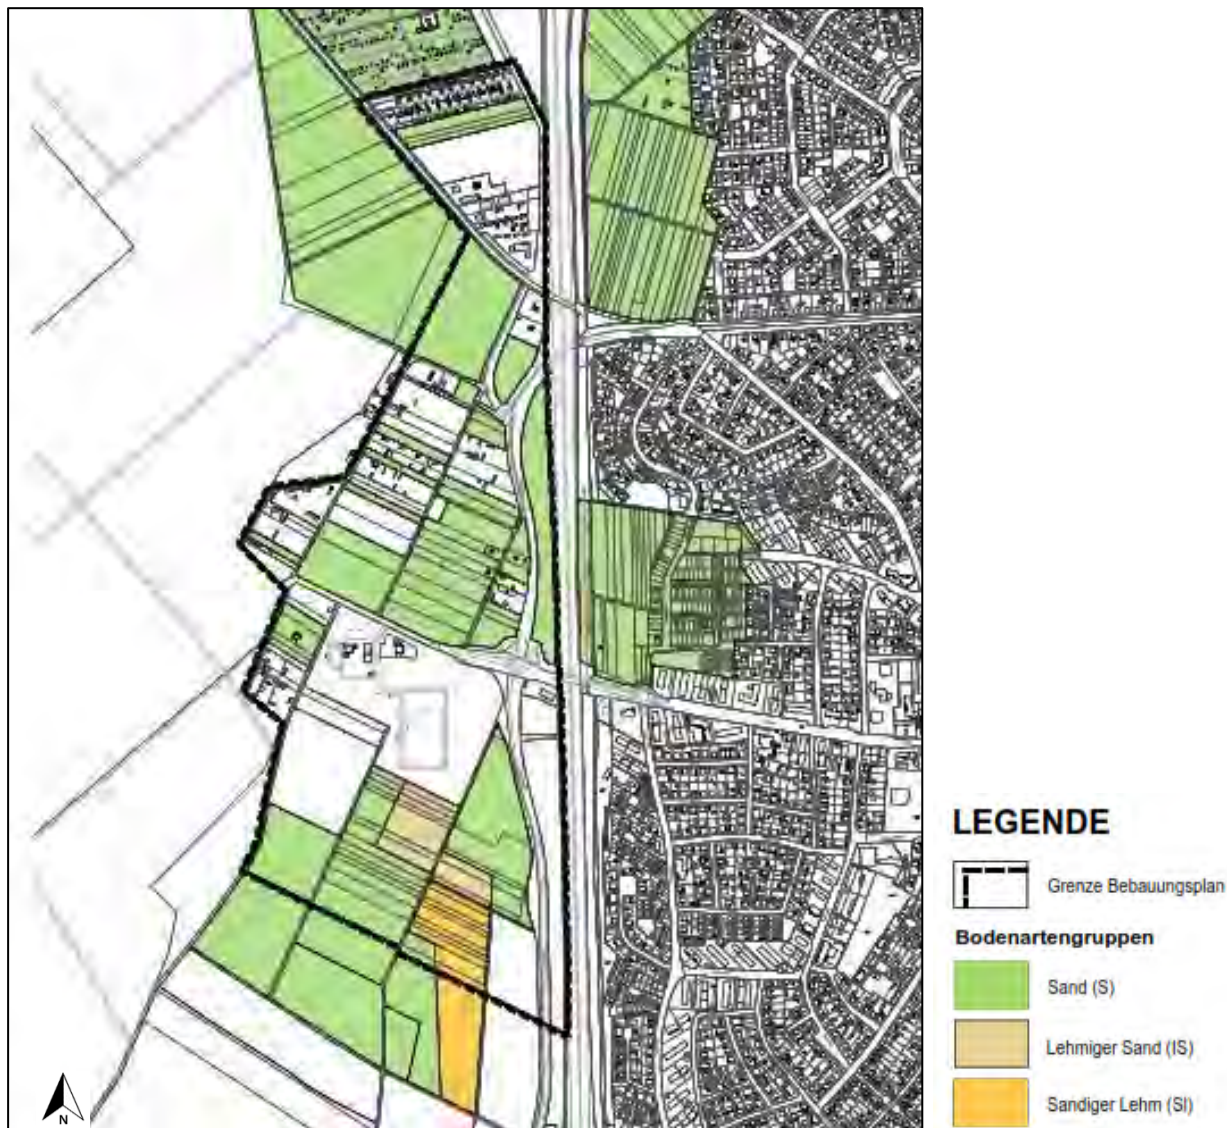 N
LEGENDE
Grenze Bebauungsplan
Bodenartengruppen
Sand (S)
Lehmiger Sand (lS)
Sandiger Lehm (Sl)